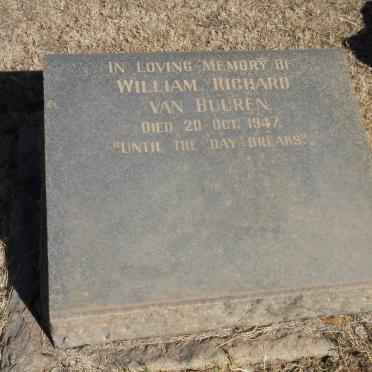 IN LOVING MEMORY OF
WILLIAM RICHARD
VAN BUUREN
DIED 20 OCT. 1947.
"UNTIL THE DAY BREAKS"